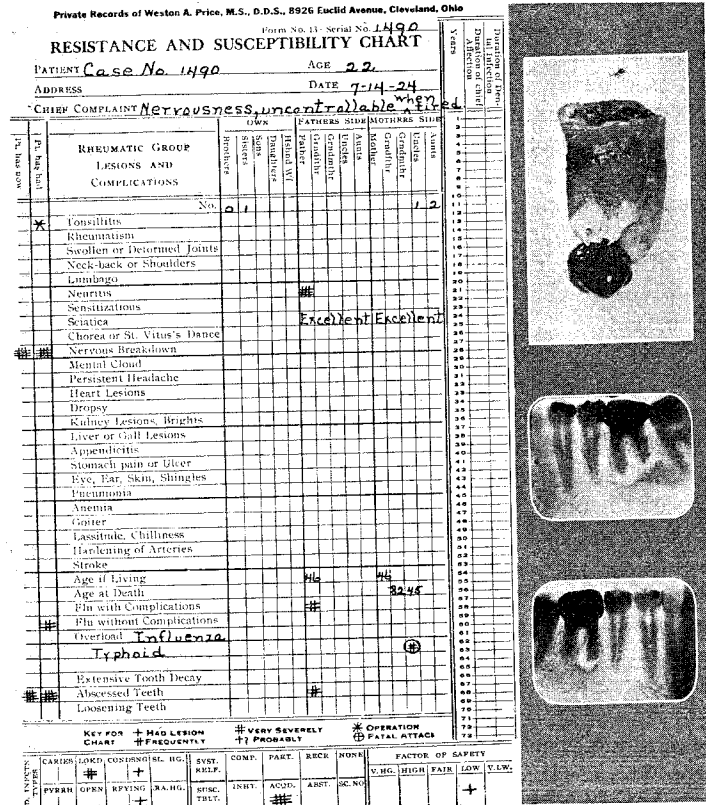 Private Records of Weston A. Price, M.S., D.D.S., 8926 Euclid Avenue, Cleveland, Ohio
Form No. 13 - Serial No. 1490
RESISTANCE AND SUSCEPTIBILITY CHART
PATIENT Case No. 1490 AGE 22
ADDRESS DATE 7-14-24
CHIEF COMPLAINT Nervousness, uncontrollable when tired
Years
Duration of chief Affection
Duration of Dental Infection
OWN FATHERS SIDE MOTHRRS SIDE
Pt. has now
Pt. has had
RHEUMATIC GROUP
LESIONS AND
COMPLICATIONS
Brothers Sisters Sons Daughters Father Uncles Aunts Mother Uncles Aunts
No. 0 1 1 2
Tonsillitis
Rheumatism
Swollen or Deformed Joints
Neck-back or Shoulders
Lumbago
Neuritis
Sensitizations
Sciatica Excellent Excellent
Chorea or St. Vitus's Dance
Nervous Breakdown
Mental Cloud
Persistent Headache
Heart Lesions
Dropsy
Kidney Lesions, Brights
Liver or Gall Lesions
Appendicitis
Stomach pain or Ulcer
Eye, Ear, Skin, Shingles
Pneumonia
Anemia
Goiter
Lassitude, Chilliness
Hardening of Arteries
Stroke
Age if Living 46 46
Age at Death 82 45
Flu with Complications
Flu without Complications
Overload Influenza
Typhoid
Extensive Tooth Decay
Abscessed Teeth
Loosening Teeth
KEY FOR CHART + HAD LESION # FREQUENTLY VERY SEVERELY +? PROBABLY OPERATION FATAL ATTACK
CARIES LOKD CONDSNG SL. HG. SYST. RELF. COMP. PART. RECR NONE FACTOR OF SAFETY
V. HG. HIGH FAIR LOW V. LW.
TYPES PYRRH OPEN RFYING RA. HG. SUSC. TBLT. INHT. ACQD. ABST. SC. NO +